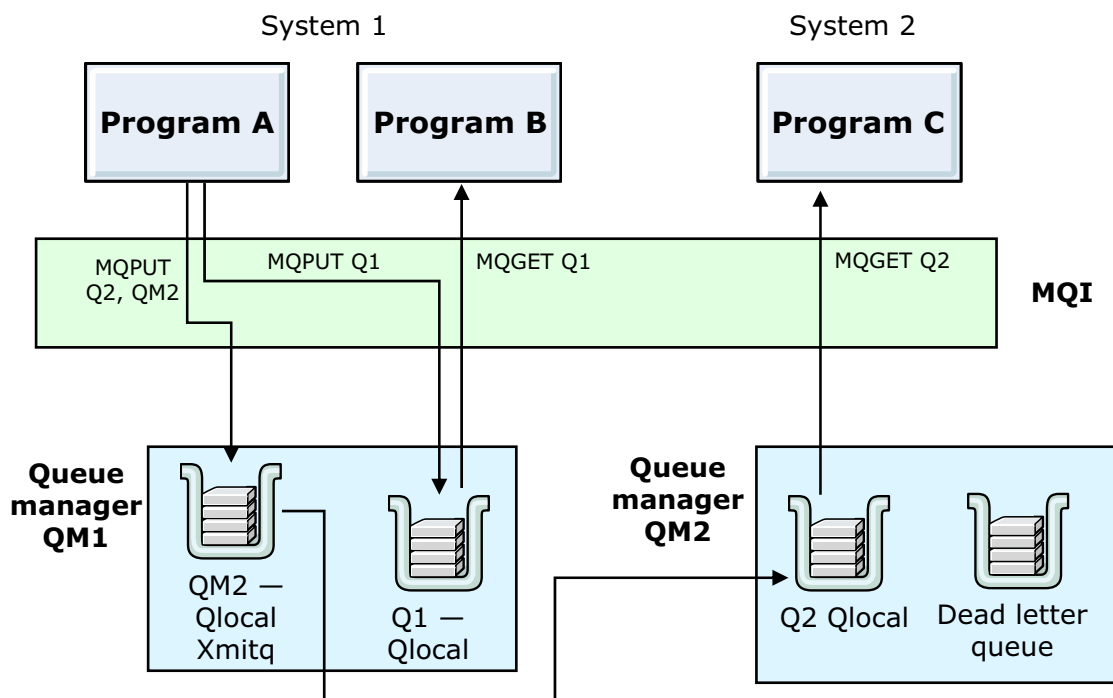 System 1
System 2
Program A
Program B
Program C
MQPUT
Q2, QM2
MQPUT Q1
MQGET Q1
MQGET Q2
MQI
Queue
manager
QM1
QM2 —
Qlocal
Xmitq
Q1 —
Qlocal
Queue
manager
QM2
Q2 Qlocal
Dead letter
queue